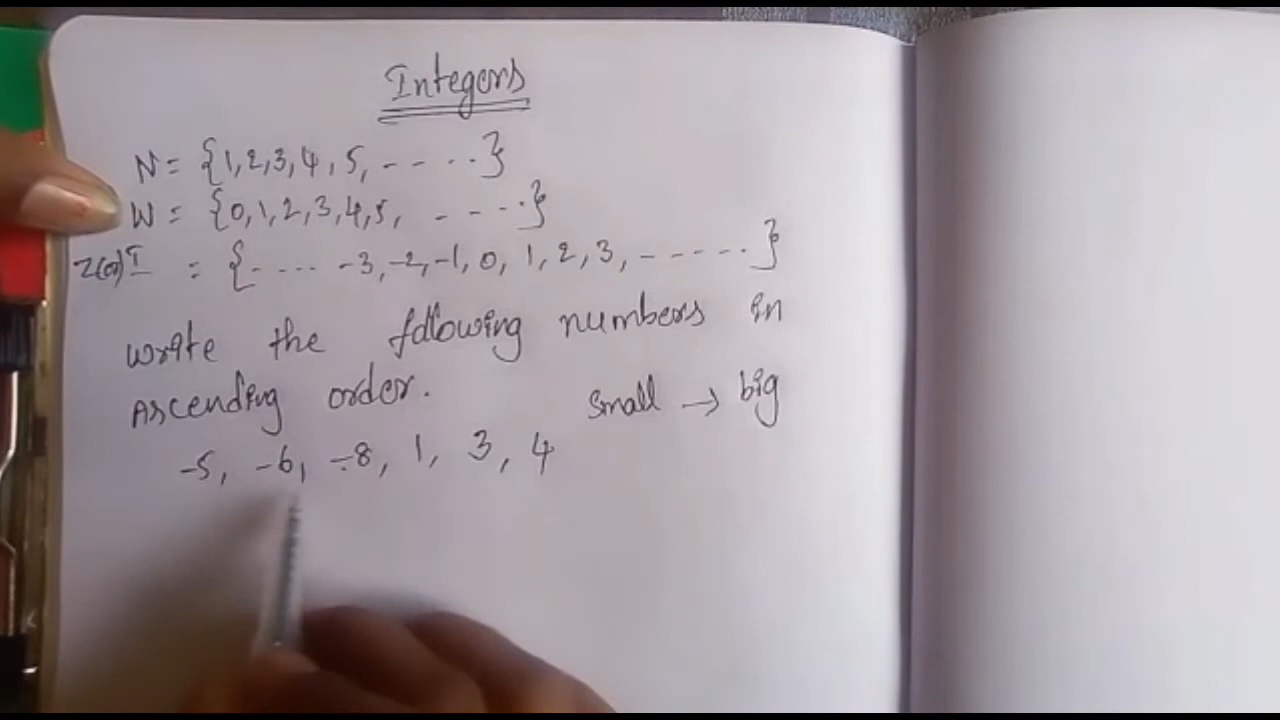 Integers
N = {1, 2, 3, 4, 5, - - - - - }
W = {0, 1, 2, 3, 4, 5, - - - - - }
Z(or) I = {- - - - - -3, -2, -1, 0, 1, 2, 3, - - - - - - }
Write the following numbers in
Ascending order. Small → big
-5, -6, -8, 1, 3, 4